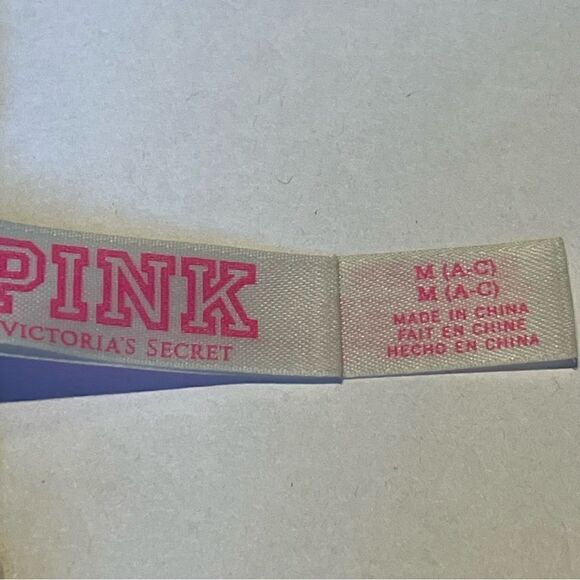 PINK
VICTORIA'S SECRET
M (A-C)
M (A-C)
MADE IN CHINA
FAIT EN CHINE
HECHO EN CHINA